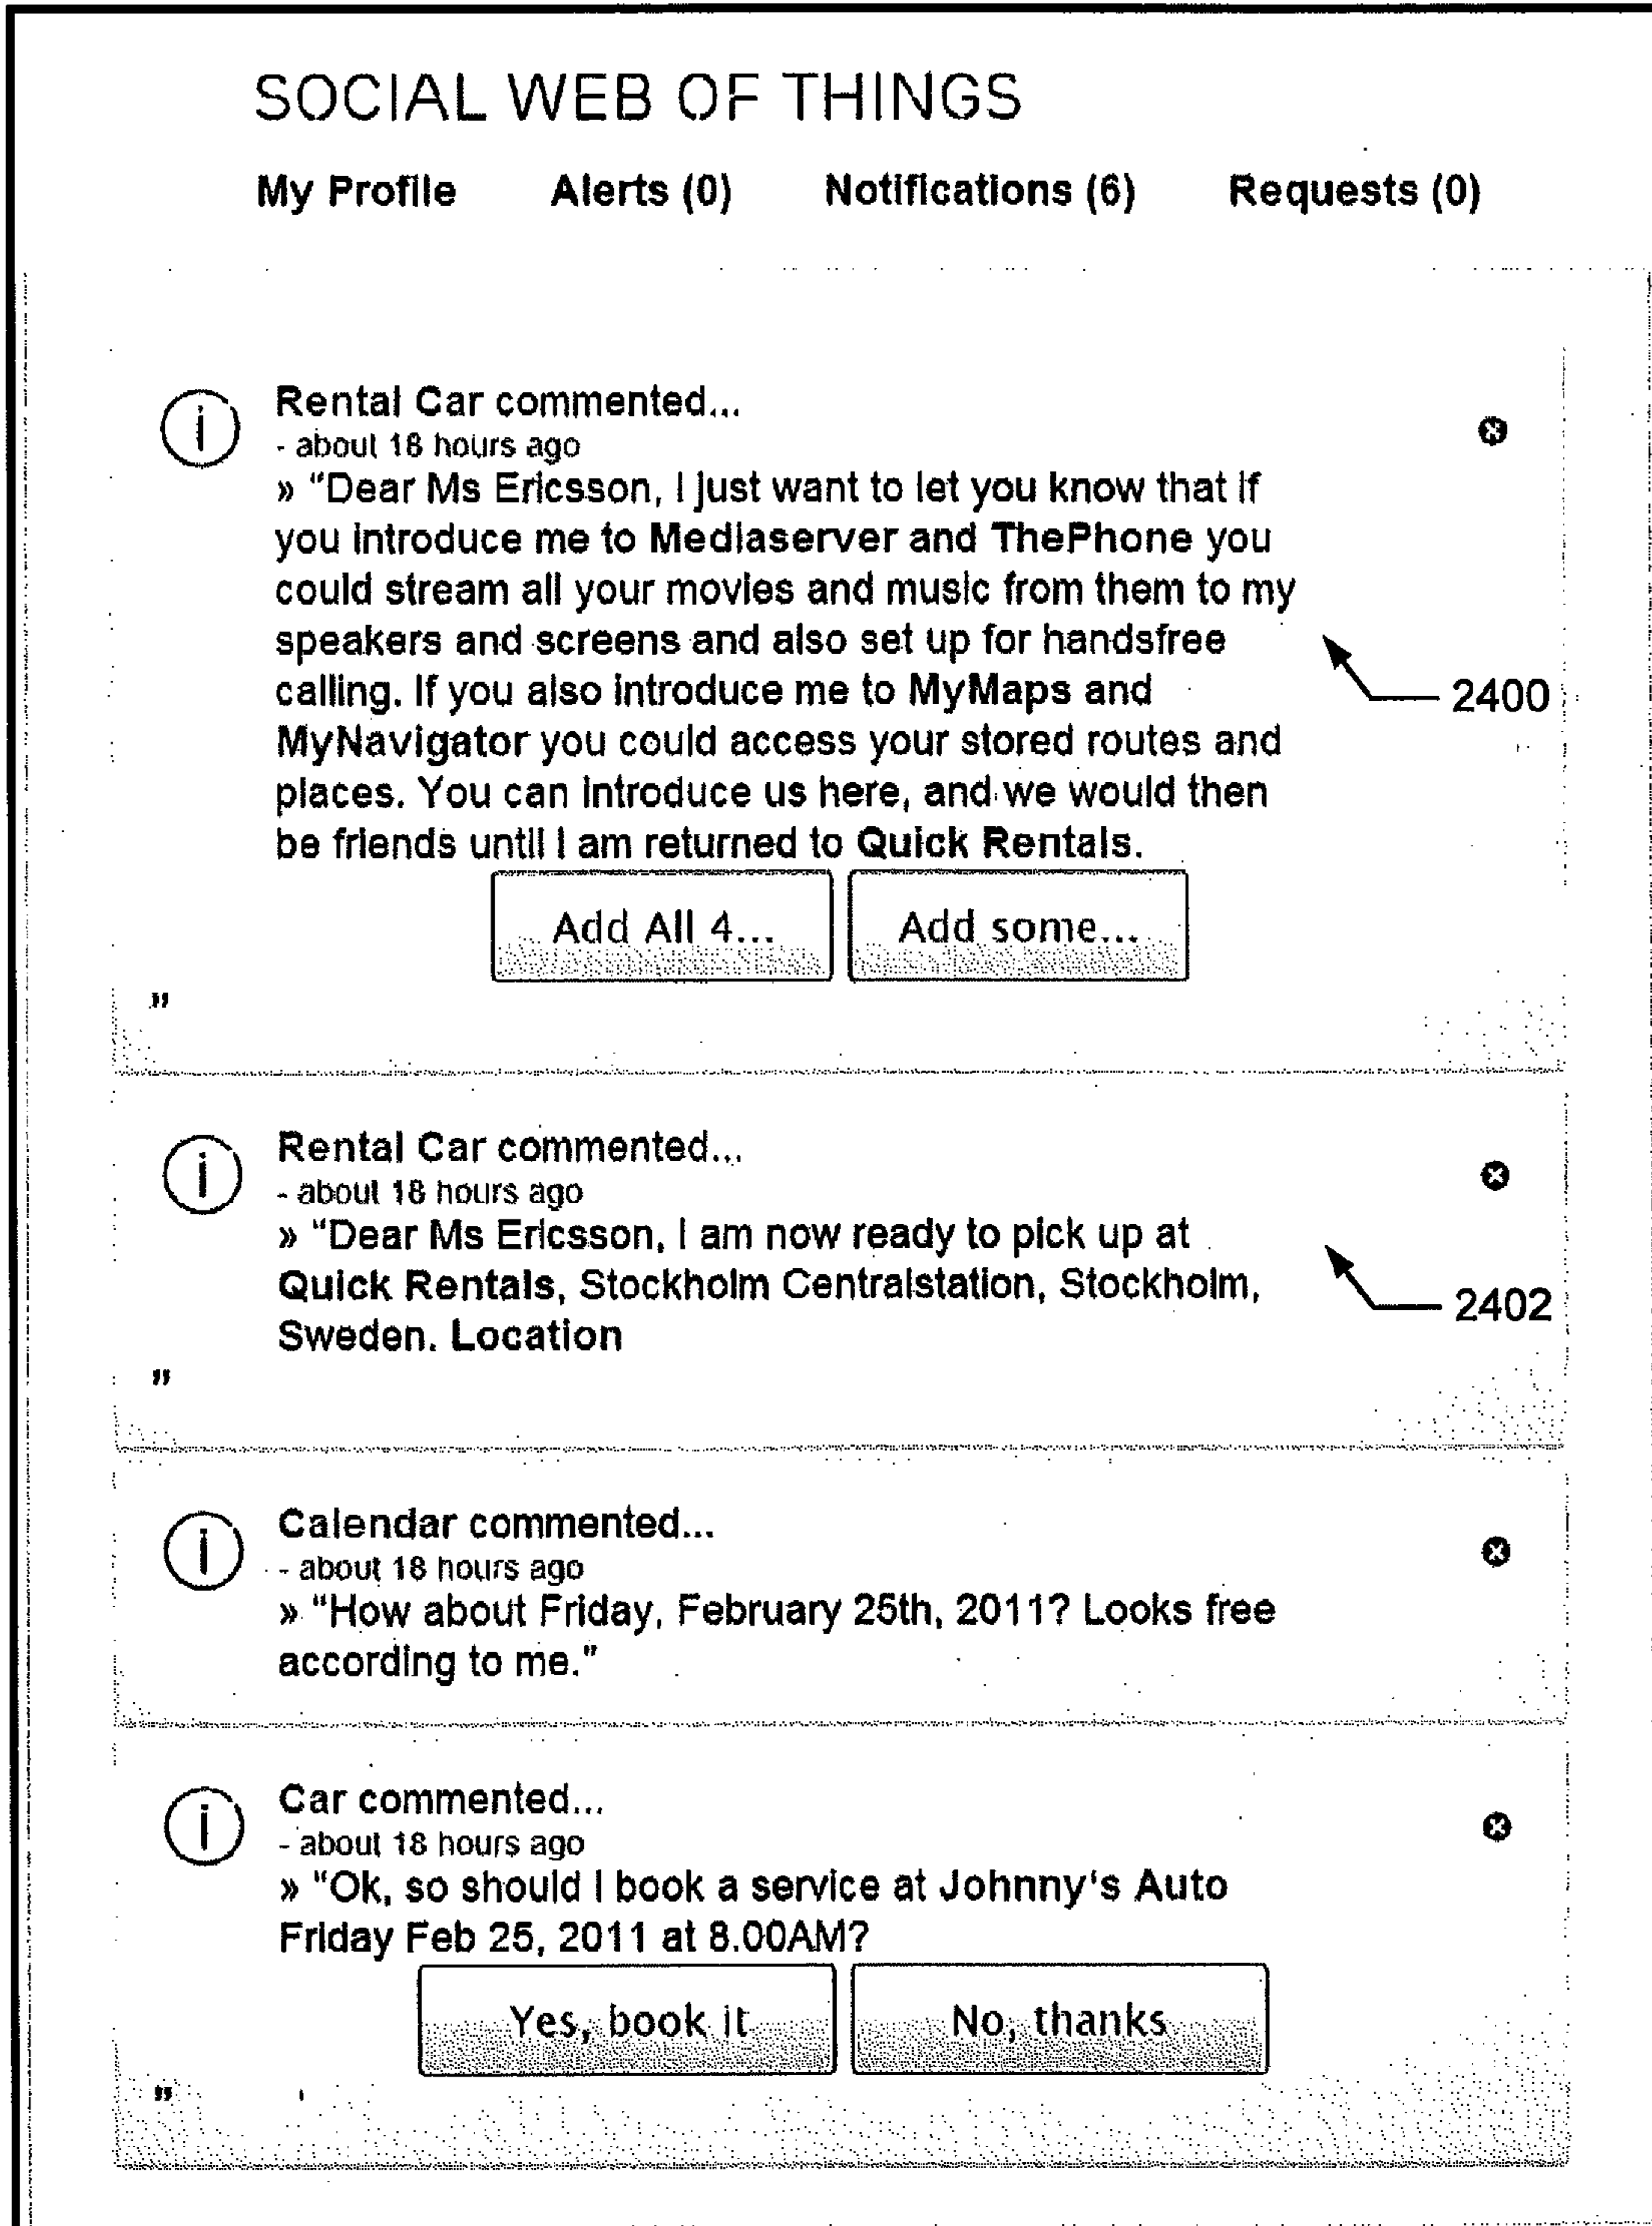 SOCIAL WEB OF THINGS
My Profile Alerts (0) Notifications (6) Requests (0)
i
Rental Car commented...
- about 18 hours ago
» "Dear Ms Ericsson, I just want to let you know that if
you introduce me to Mediaserver and ThePhone you
could stream all your movies and music from them to my
speakers and screens and also set up for handsfree
calling. If you also introduce me to MyMaps and
MyNavigator you could access your stored routes and
places. You can introduce us here, and we would then
be friends until I am returned to Quick Rentals.
2400
Add All 4... Add some...
"
i
Rental Car commented...
- about 18 hours ago
» "Dear Ms Ericsson, I am now ready to pick up at
Quick Rentals, Stockholm Centralstation, Stockholm,
Sweden. Location
2402
"
i
Calendar commented...
- about 18 hours ago
» "How about Friday, February 25th, 2011? Looks free
according to me."
i
Car commented...
- about 18 hours ago
» "Ok, so should I book a service at Johnny's Auto
Friday Feb 25, 2011 at 8.00AM?
Yes, book it No, thanks
"